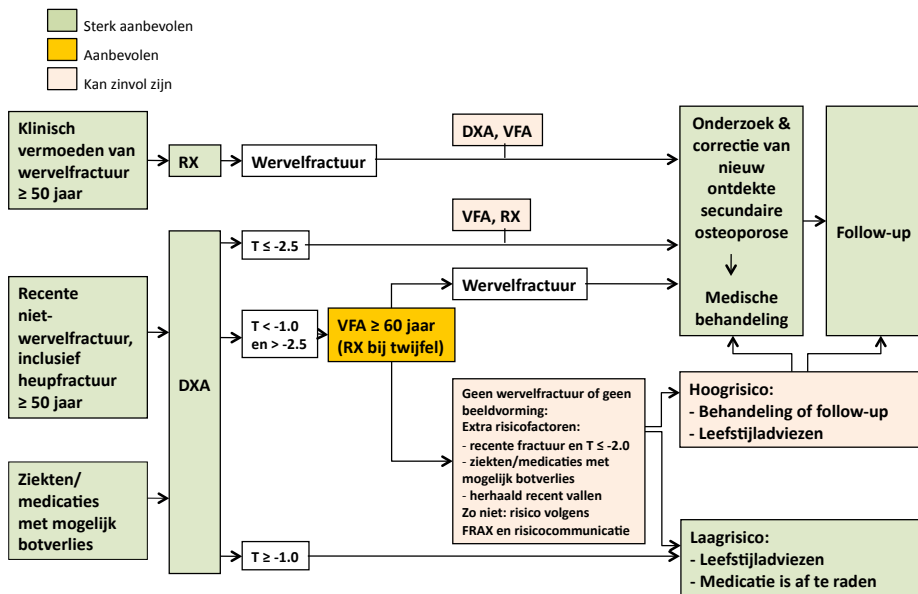 Sterk aanbevolen
Aanbevolen
Kan zinvol zijn
Klinisch
vermoeden van
wervelfractuur
≥ 50 jaar
RX
Wervelfractuur
DXA, VFA
Onderzoek &
correctie van
nieuw
ontdekte
secundaire
osteoporose
Medische
behandeling
Follow-up
VFA, RX
T ≤ -2.5
Recente
niet-
wervelfractuur,
inclusief
heupfractuur
≥ 50 jaar
DXA
T < -1.0
en > -2.5
VFA ≥ 60 jaar
(RX bij twijfel)
Wervelfractuur
Geen wervelfractuur of geen
beeldvorming:
Extra risicofactoren:
- recente fractuur en T ≤ -2.0
- ziekten/medicaties met
mogelijk botverlies
- herhaald recent vallen
Zo niet: risico volgens
FRAX en risicocommunicatie
Hoogrisico:
- Behandeling of follow-up
- Leefstijladviezen
Ziekten/
medicaties
met mogelijk
botverlies
T ≥ -1.0
Laagrisico:
- Leefstijladviezen
- Medicatie is af te raden